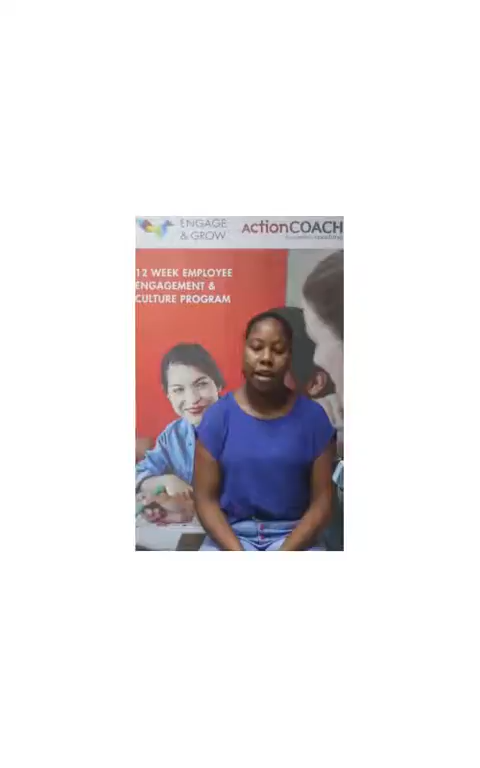 ENGAGE
& GROW
ACTiONCOACH
12 WEEK EMPLOYEE
ENGAGEMENT &
CULTURE PROGRAM